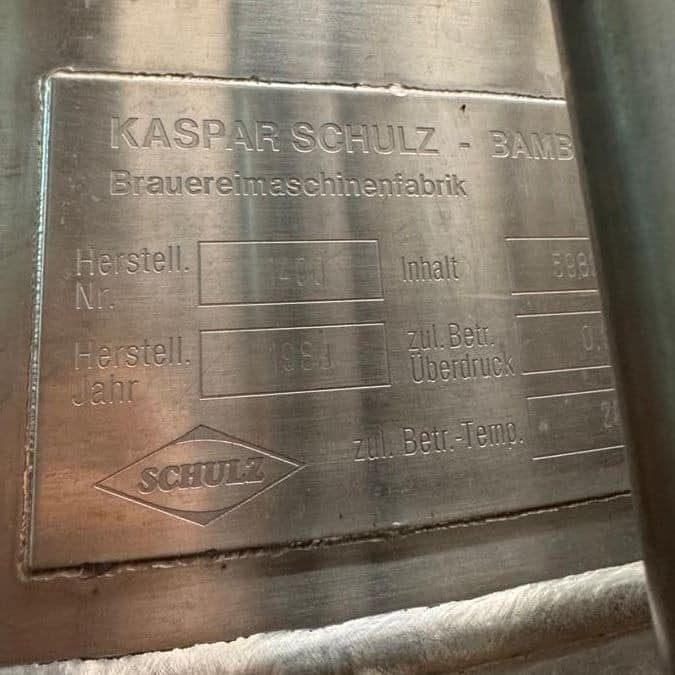 KASPAR SCHULZ - BAMB
Brauereimaschinenfabrik
Herstell. Nr. Inhalt
Herstell. Jahr zul. Betr. Überdruck
zul. Betr.-Temp.
SCHULZ